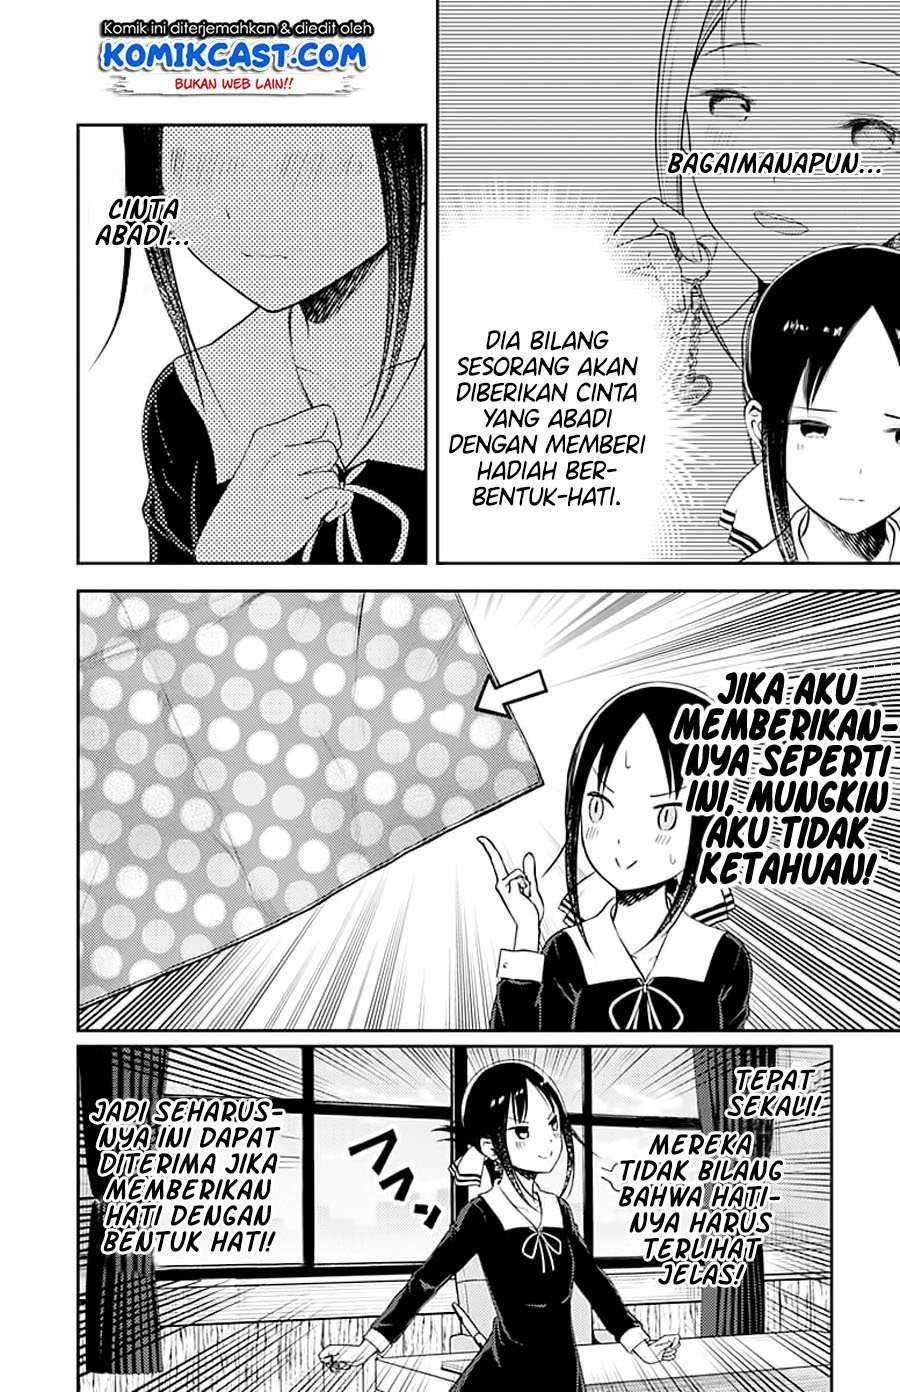 Komik ini diterjemahkan & diedit oleh
KOMIKCAST.COM
BUKAN WEB LAIN!!
BAGAIMANAPUN...
DIA BILANG
SESORANG AKAN
DIBERIKAN CINTA
YANG ABADI
DENGAN MEMBERI
HADIAH BER-
BENTUK-HATI.
CINTA
ABADI...
JIKA AKU
MEMBERIKAN-
NYA SEPERTI
INI, MUNGKIN
AKU TIDAK
KETAHUAN!
TEPAT
SEKALI!
MEREKA
TIDAK BILANG
BAHWA HATI-
NYA HARUS
TERLIHAT
JELAS!
JADI SEHARUS-
NYA INI DAPAT
DITERIMA JIKA
MEMBERIKAN
HATI DENGAN
BENTUK HATI!